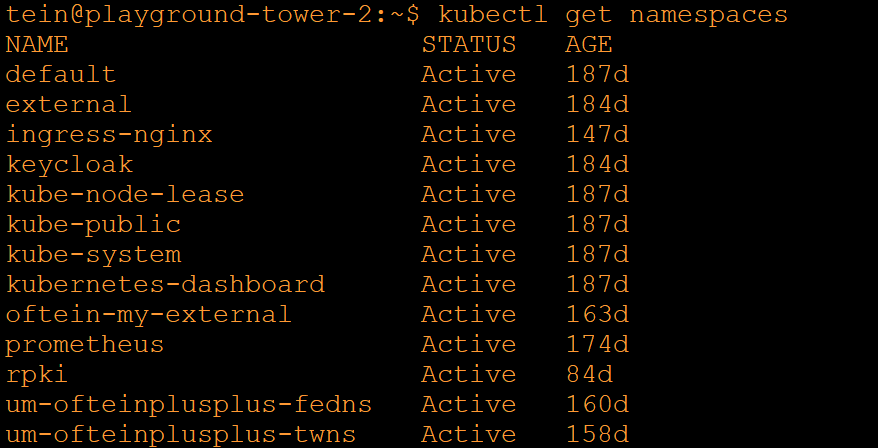 tein@playground-tower-2:~$ kubectl get namespaces
NAME STATUS AGE
default Active 187d
external Active 184d
ingress-nginx Active 147d
keycloak Active 184d
kube-node-lease Active 187d
kube-public Active 187d
kube-system Active 187d
kubernetes-dashboard Active 187d
oftein-my-external Active 163d
prometheus Active 174d
rpki Active 84d
um-ofteinplusplus-fedns Active 160d
um-ofteinplusplus-twns Active 158d